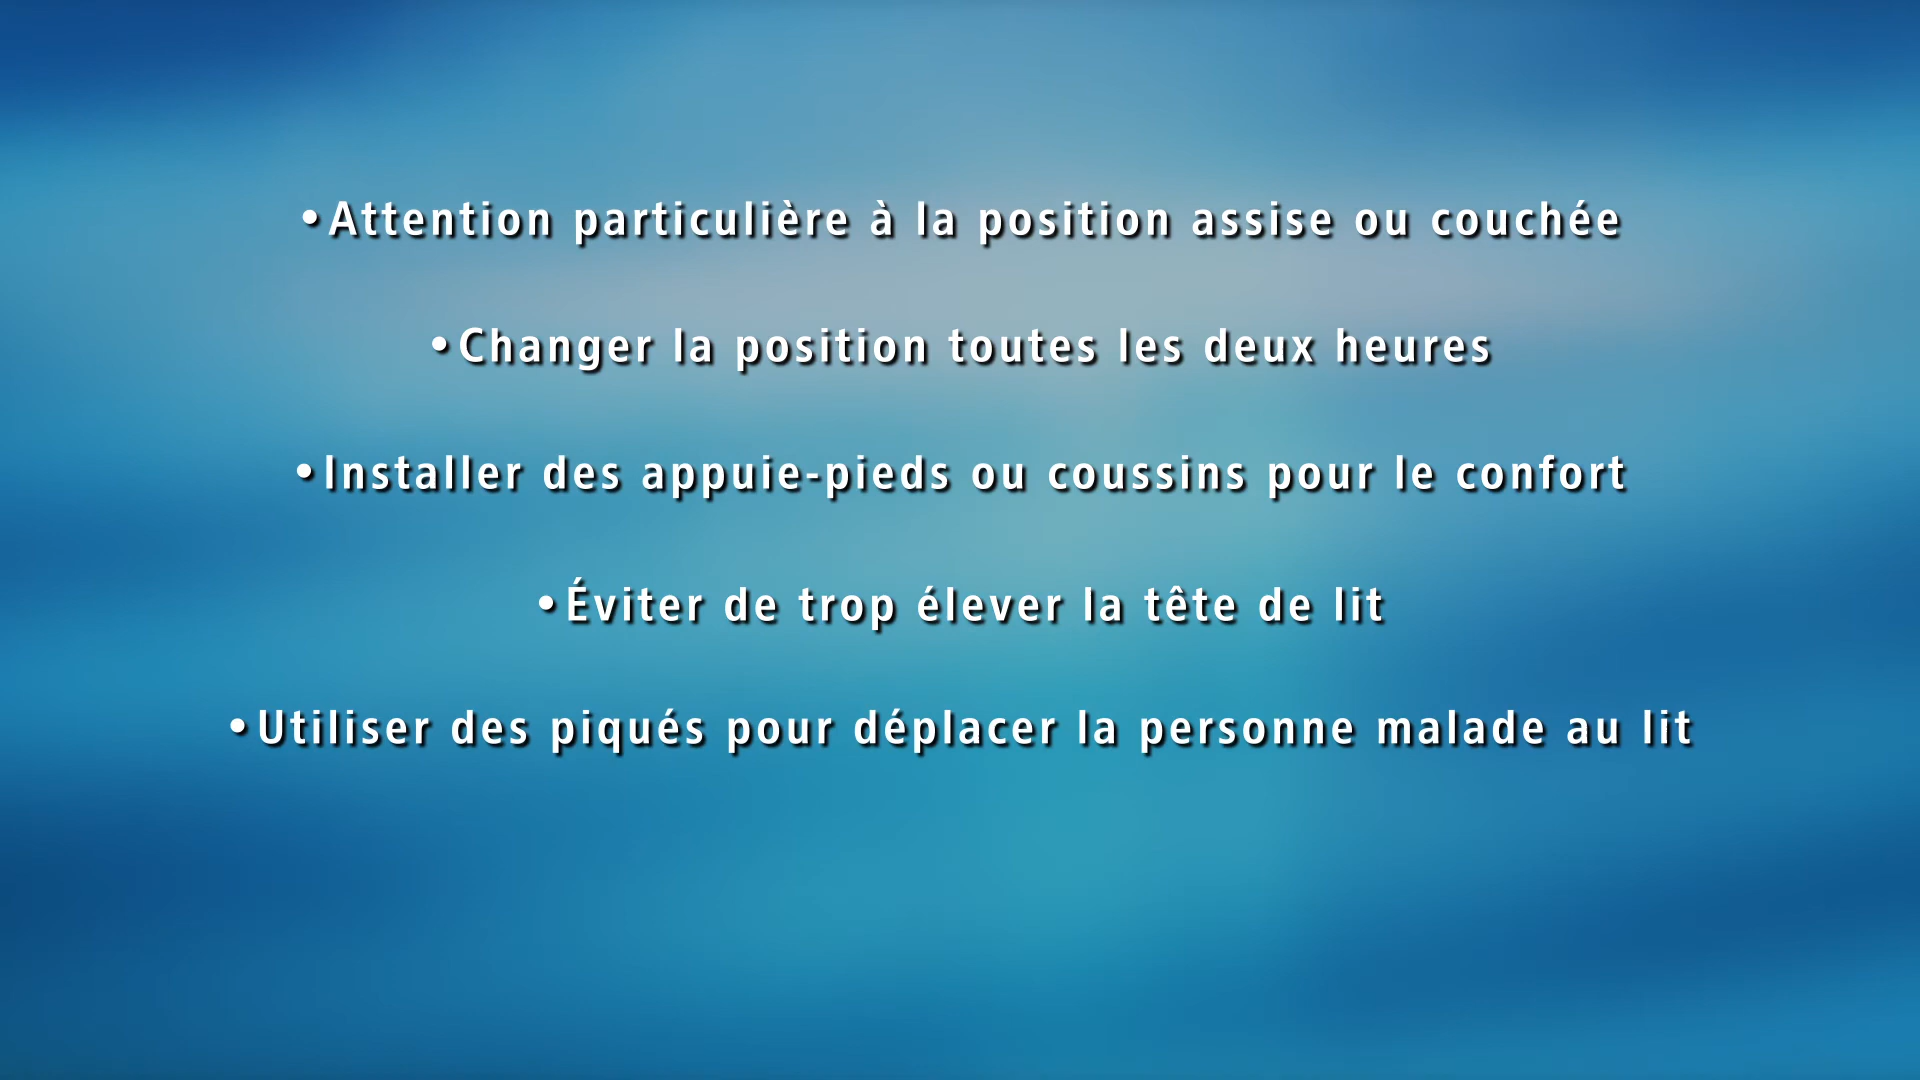 •Attention particulière à la position assise ou couchée
•Changer la position toutes les deux heures
•Installer des appuie-pieds ou coussins pour le confort
•Éviter de trop élever la tête de lit
•Utiliser des piqués pour déplacer la personne malade au lit